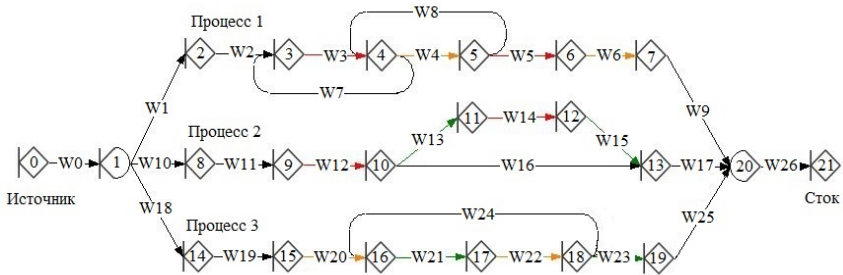 Процесс 1
W8
2 W2 3 W3 4 W4 5 W5 6 W6 7
W7
W1
W9
Процесс 2
11 W14 12
W13
W15
0 W0 1 W10 8 W11 9 W12 10 W16 13 W17 20 W26 21
Источник
Сток
W18
Процесс 3
W24
W25
14 W19 15 W20 16 W21 17 W22 18 W23 19